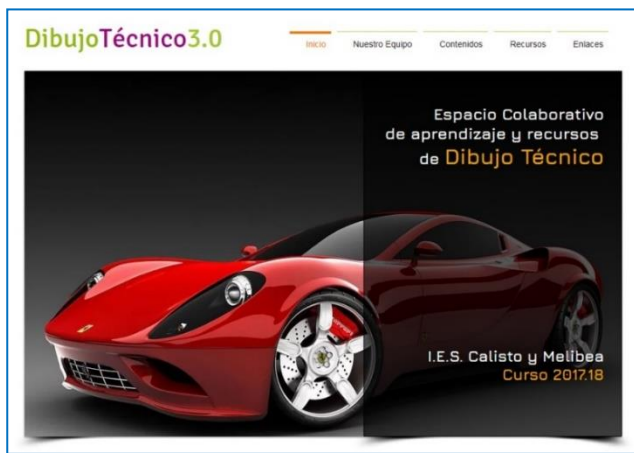 DibujoTécnico3.0
Inicio Nuestro Equipo Contenidos Recursos Enlaces
Espacio Colaborativo
de aprendizaje y recursos
de Dibujo Técnico
I.E.S. Calisto y Melibea
Curso 2017.18